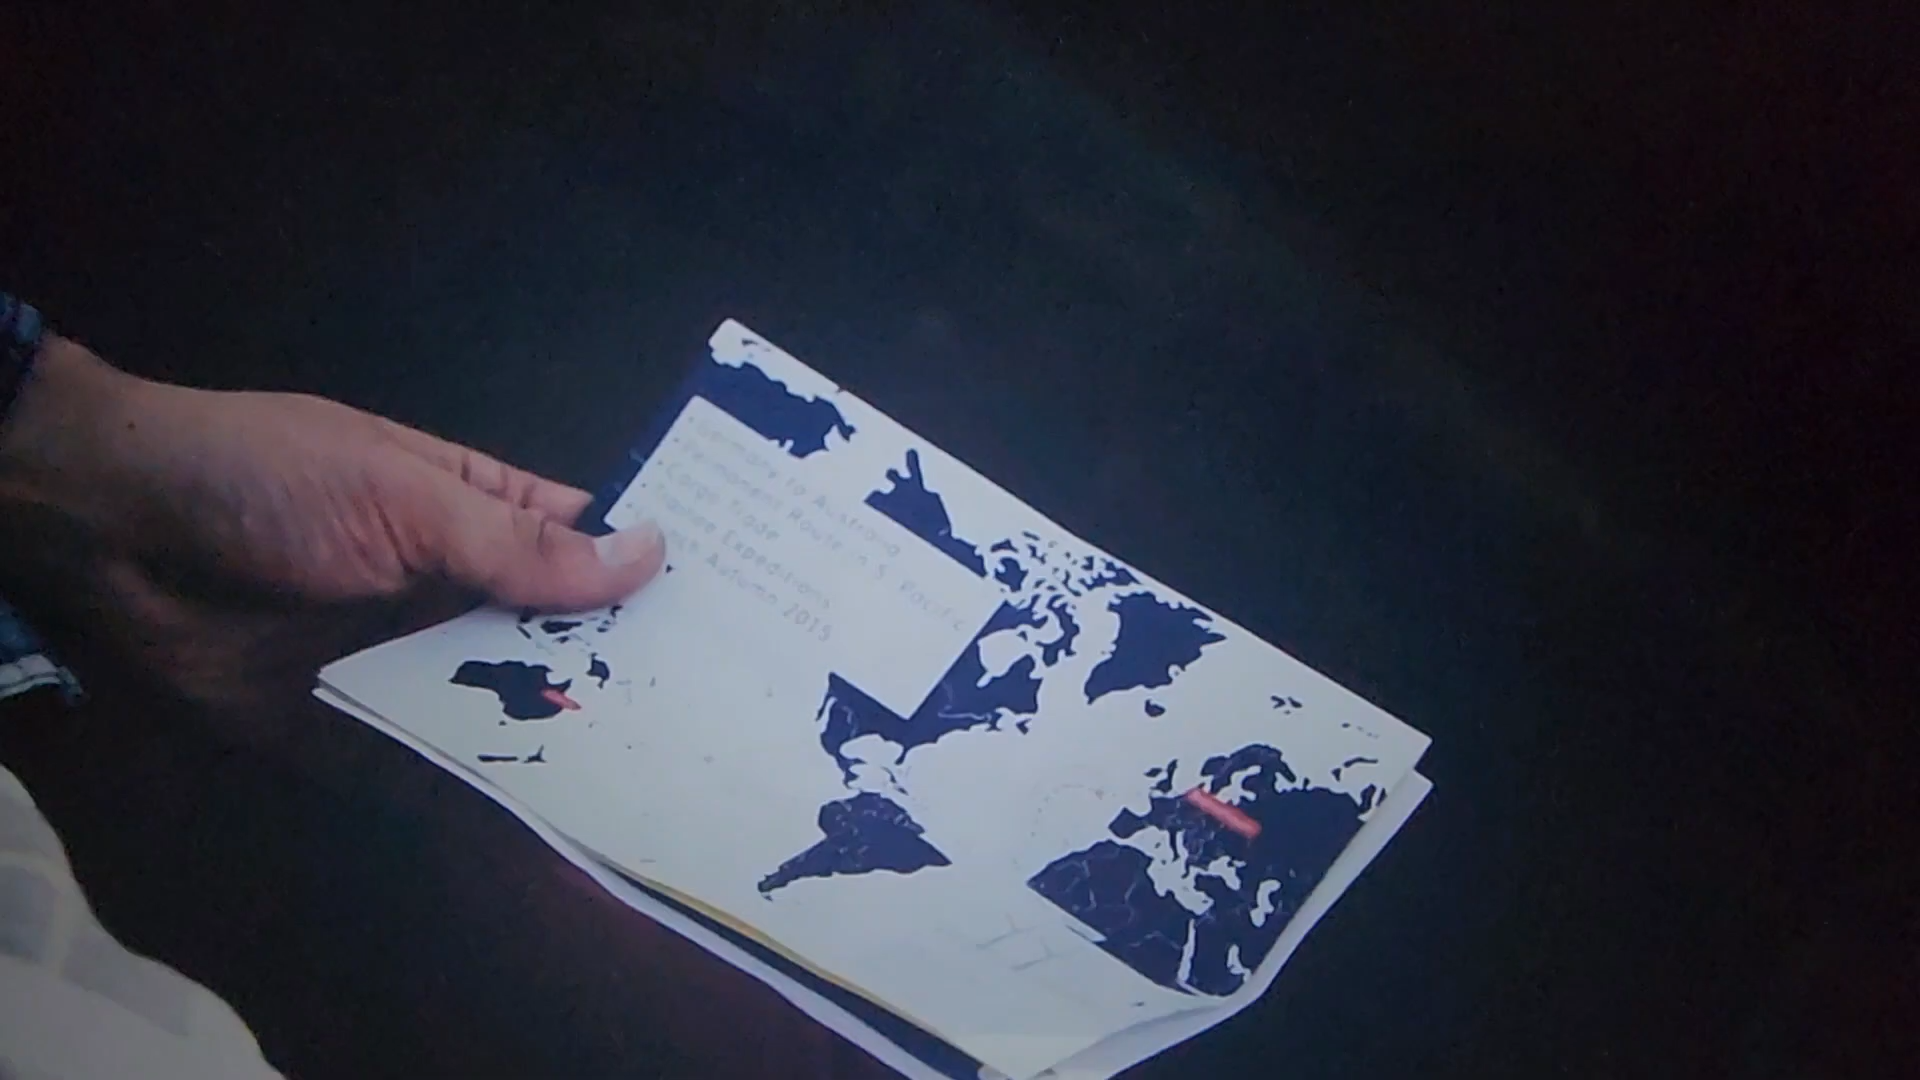 • Germany to Australia
• Permanent Route in S. Pacific
• Cargo Trade
Expeditions
Autumn 2015